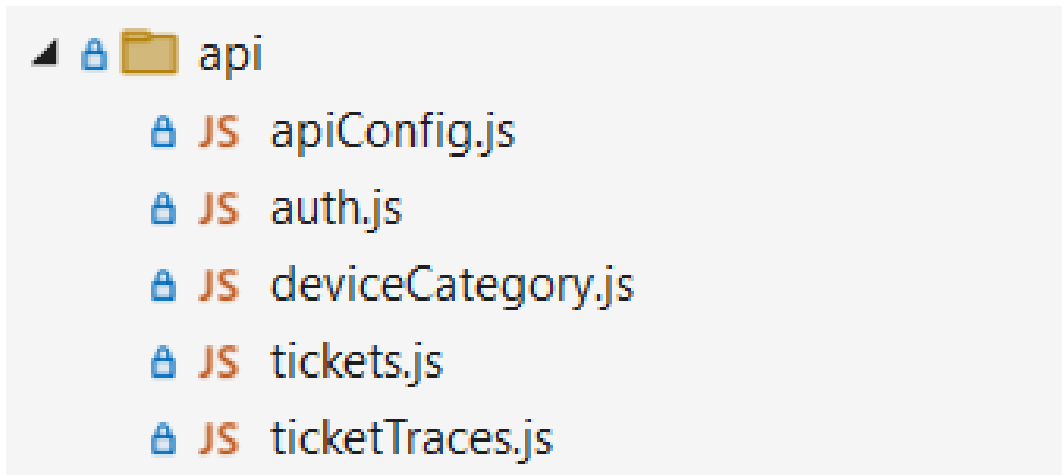 api
JS apiConfig.js
JS auth.js
JS deviceCategory.js
JS tickets.js
JS ticketTraces.js